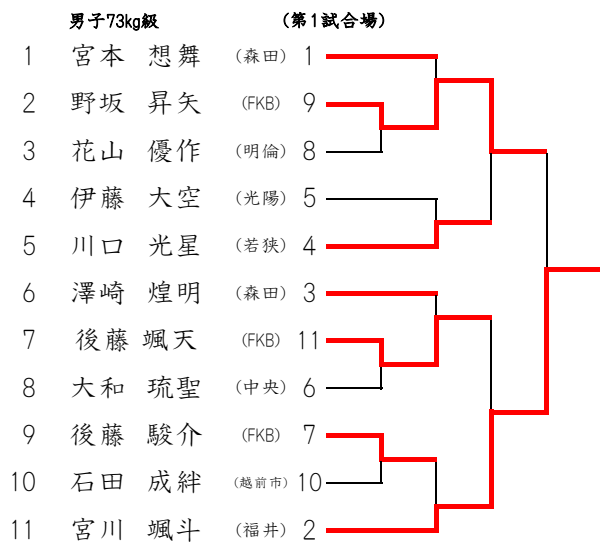 男子73kg級 (第1試合場)
1 宮本 想舞 (森田) 1
2 野坂 昇矢 (FKB) 9
3 花山 優作 (明倫) 8
4 伊藤 大空 (光陽) 5
5 川口 光星 (若狭) 4
6 澤崎 煌明 (森田) 3
7 後藤 颯天 (FKB) 11
8 大和 琉聖 (中央) 6
9 後藤 駿介 (FKB) 7
10 石田 成絆 (越前市) 10
11 宮川 颯斗 (福井) 2